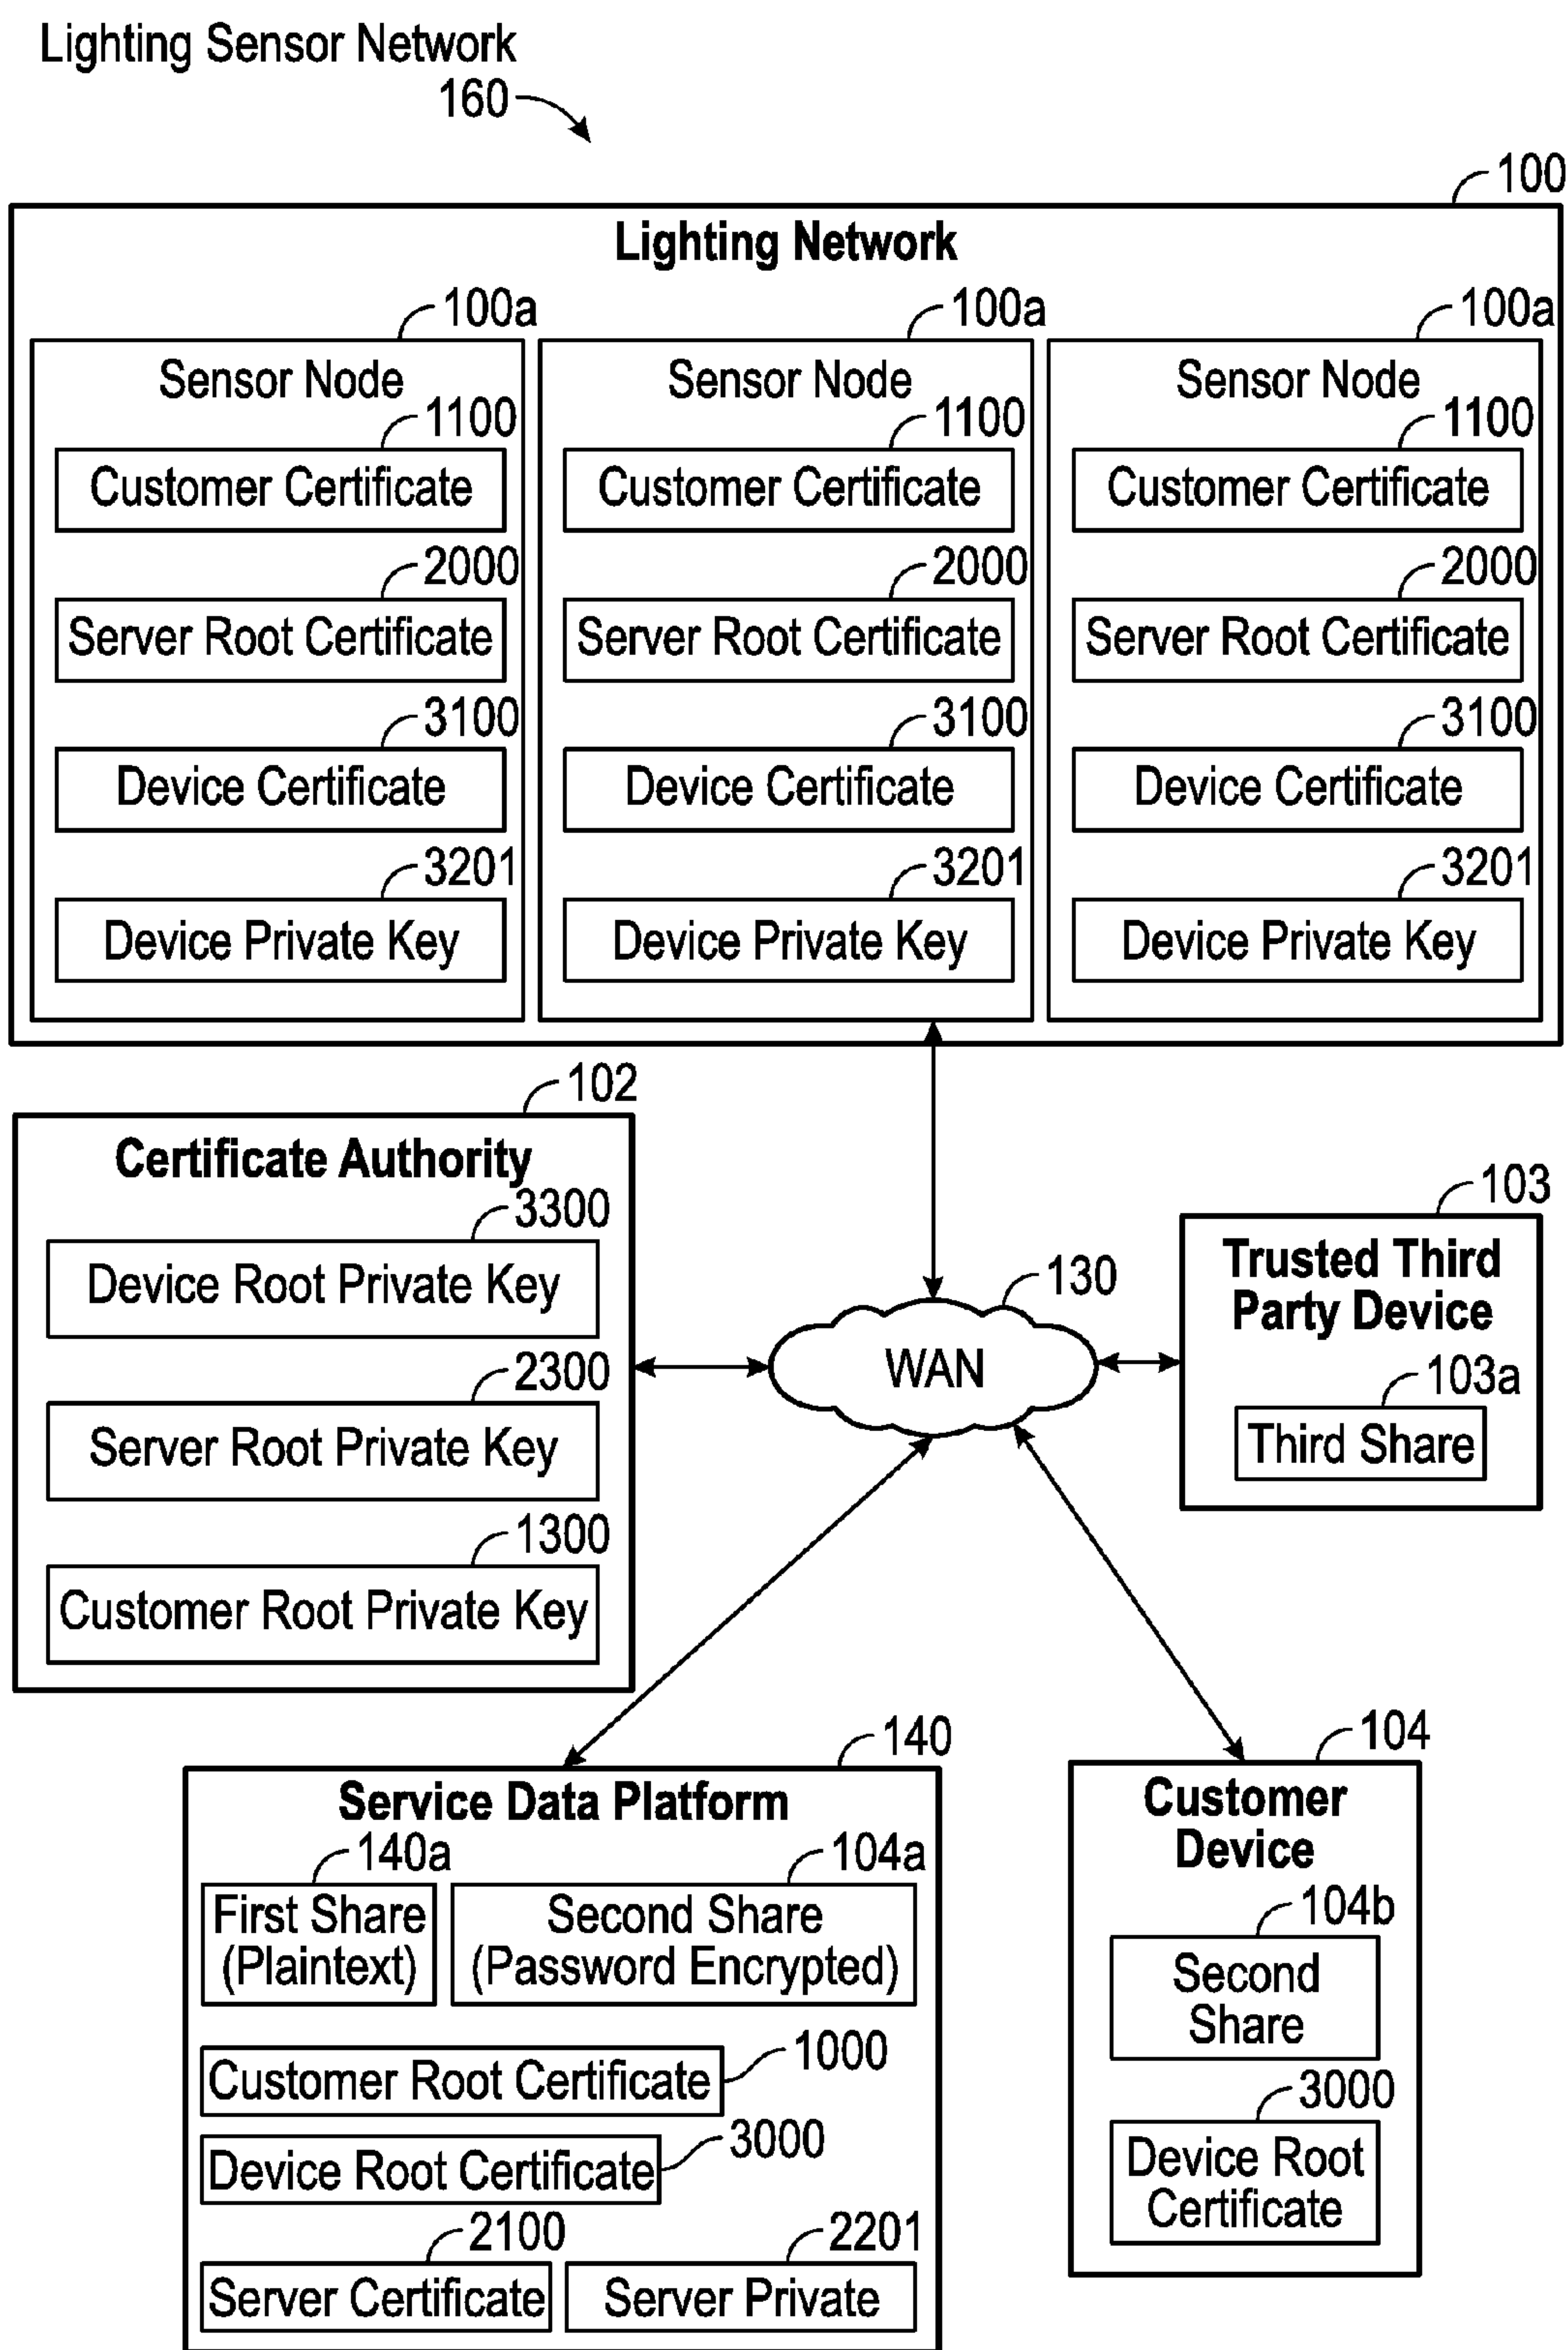 Lighting Sensor Network
160
100
Lighting Network
100a
100a
100a
Sensor Node
Sensor Node
Sensor Node
1100
1100
1100
Customer Certificate
Customer Certificate
Customer Certificate
2000
2000
2000
Server Root Certificate
Server Root Certificate
Server Root Certificate
3100
3100
3100
Device Certificate
Device Certificate
Device Certificate
3201
3201
3201
Device Private Key
Device Private Key
Device Private Key
102
Certificate Authority
3300
Device Root Private Key
2300
Server Root Private Key
1300
Customer Root Private Key
130
WAN
103
Trusted Third
Party Device
103a
Third Share
140
Service Data Platform
140a
First Share
(Plaintext)
104a
Second Share
(Password Encrypted)
1000
Customer Root Certificate
3000
Device Root Certificate
2100
Server Certificate
2201
Server Private
104
Customer
Device
104b
Second
Share
3000
Device Root
Certificate